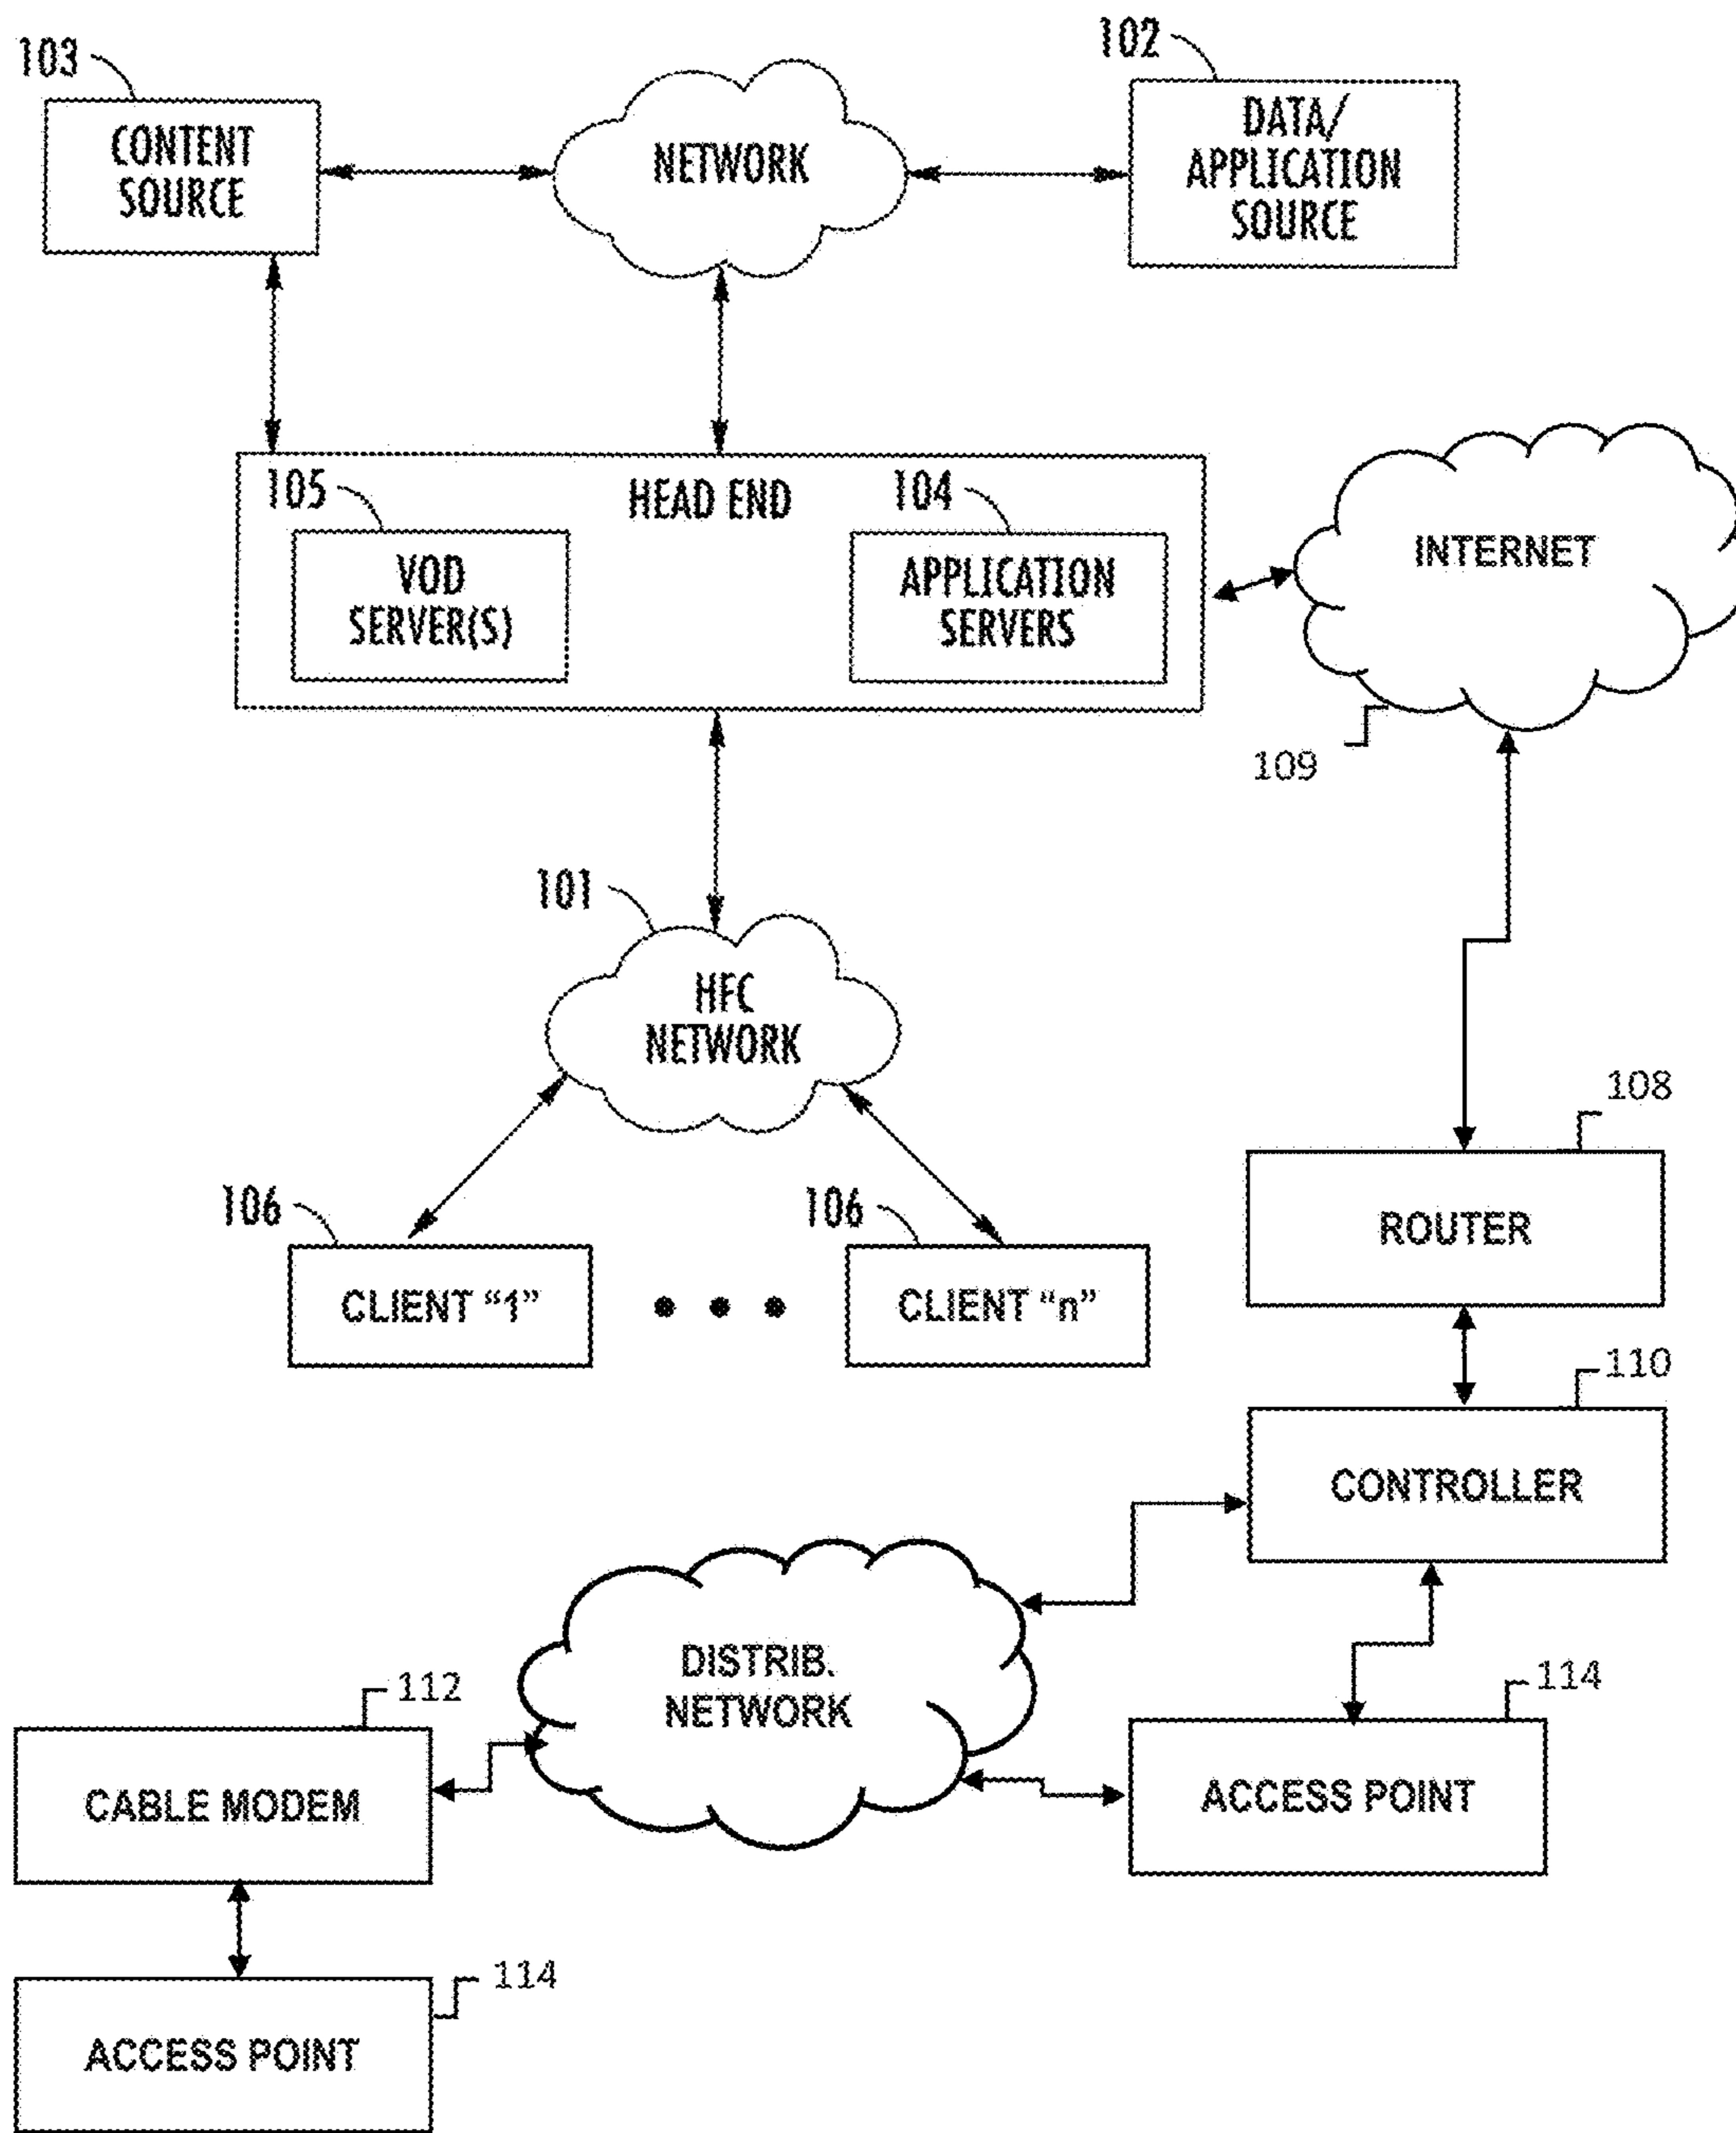 103
102
CONTENT
SOURCE
NETWORK
DATA/
APPLICATION
SOURCE
105
HEAD END
104
VOD
SERVER(S)
APPLICATION
SERVERS
INTERNET
109
101
HFC
NETWORK
108
106
106
ROUTER
CLIENT "1"
CLIENT "n"
110
CONTROLLER
DISTRIB.
NETWORK
112
114
CABLE MODEM
ACCESS POINT
114
ACCESS POINT